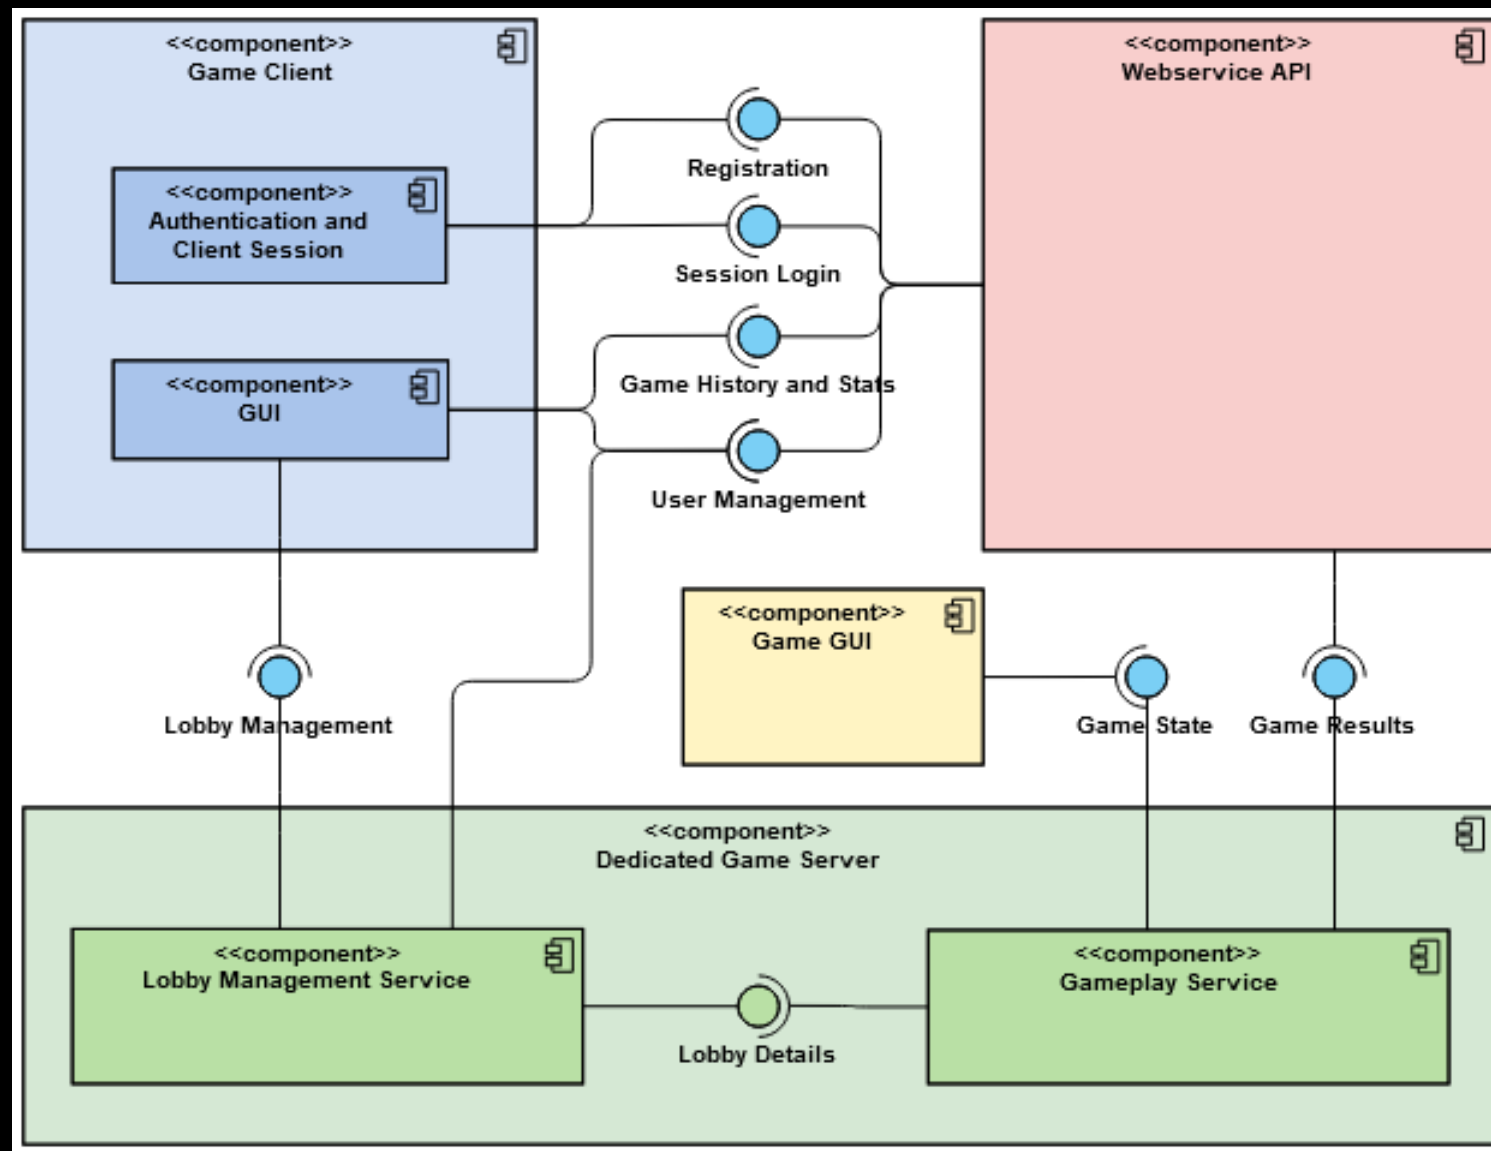 <<component>>
Game Client
<<component>>
Authentication and
Client Session
<<component>>
GUI
Registration
Session Login
Game History and Stats
User Management
<<component>>
Webservice API
Lobby Management
<<component>>
Game GUI
Game State
Game Results
<<component>>
Dedicated Game Server
<<component>>
Lobby Management Service
Lobby Details
<<component>>
Gameplay Service